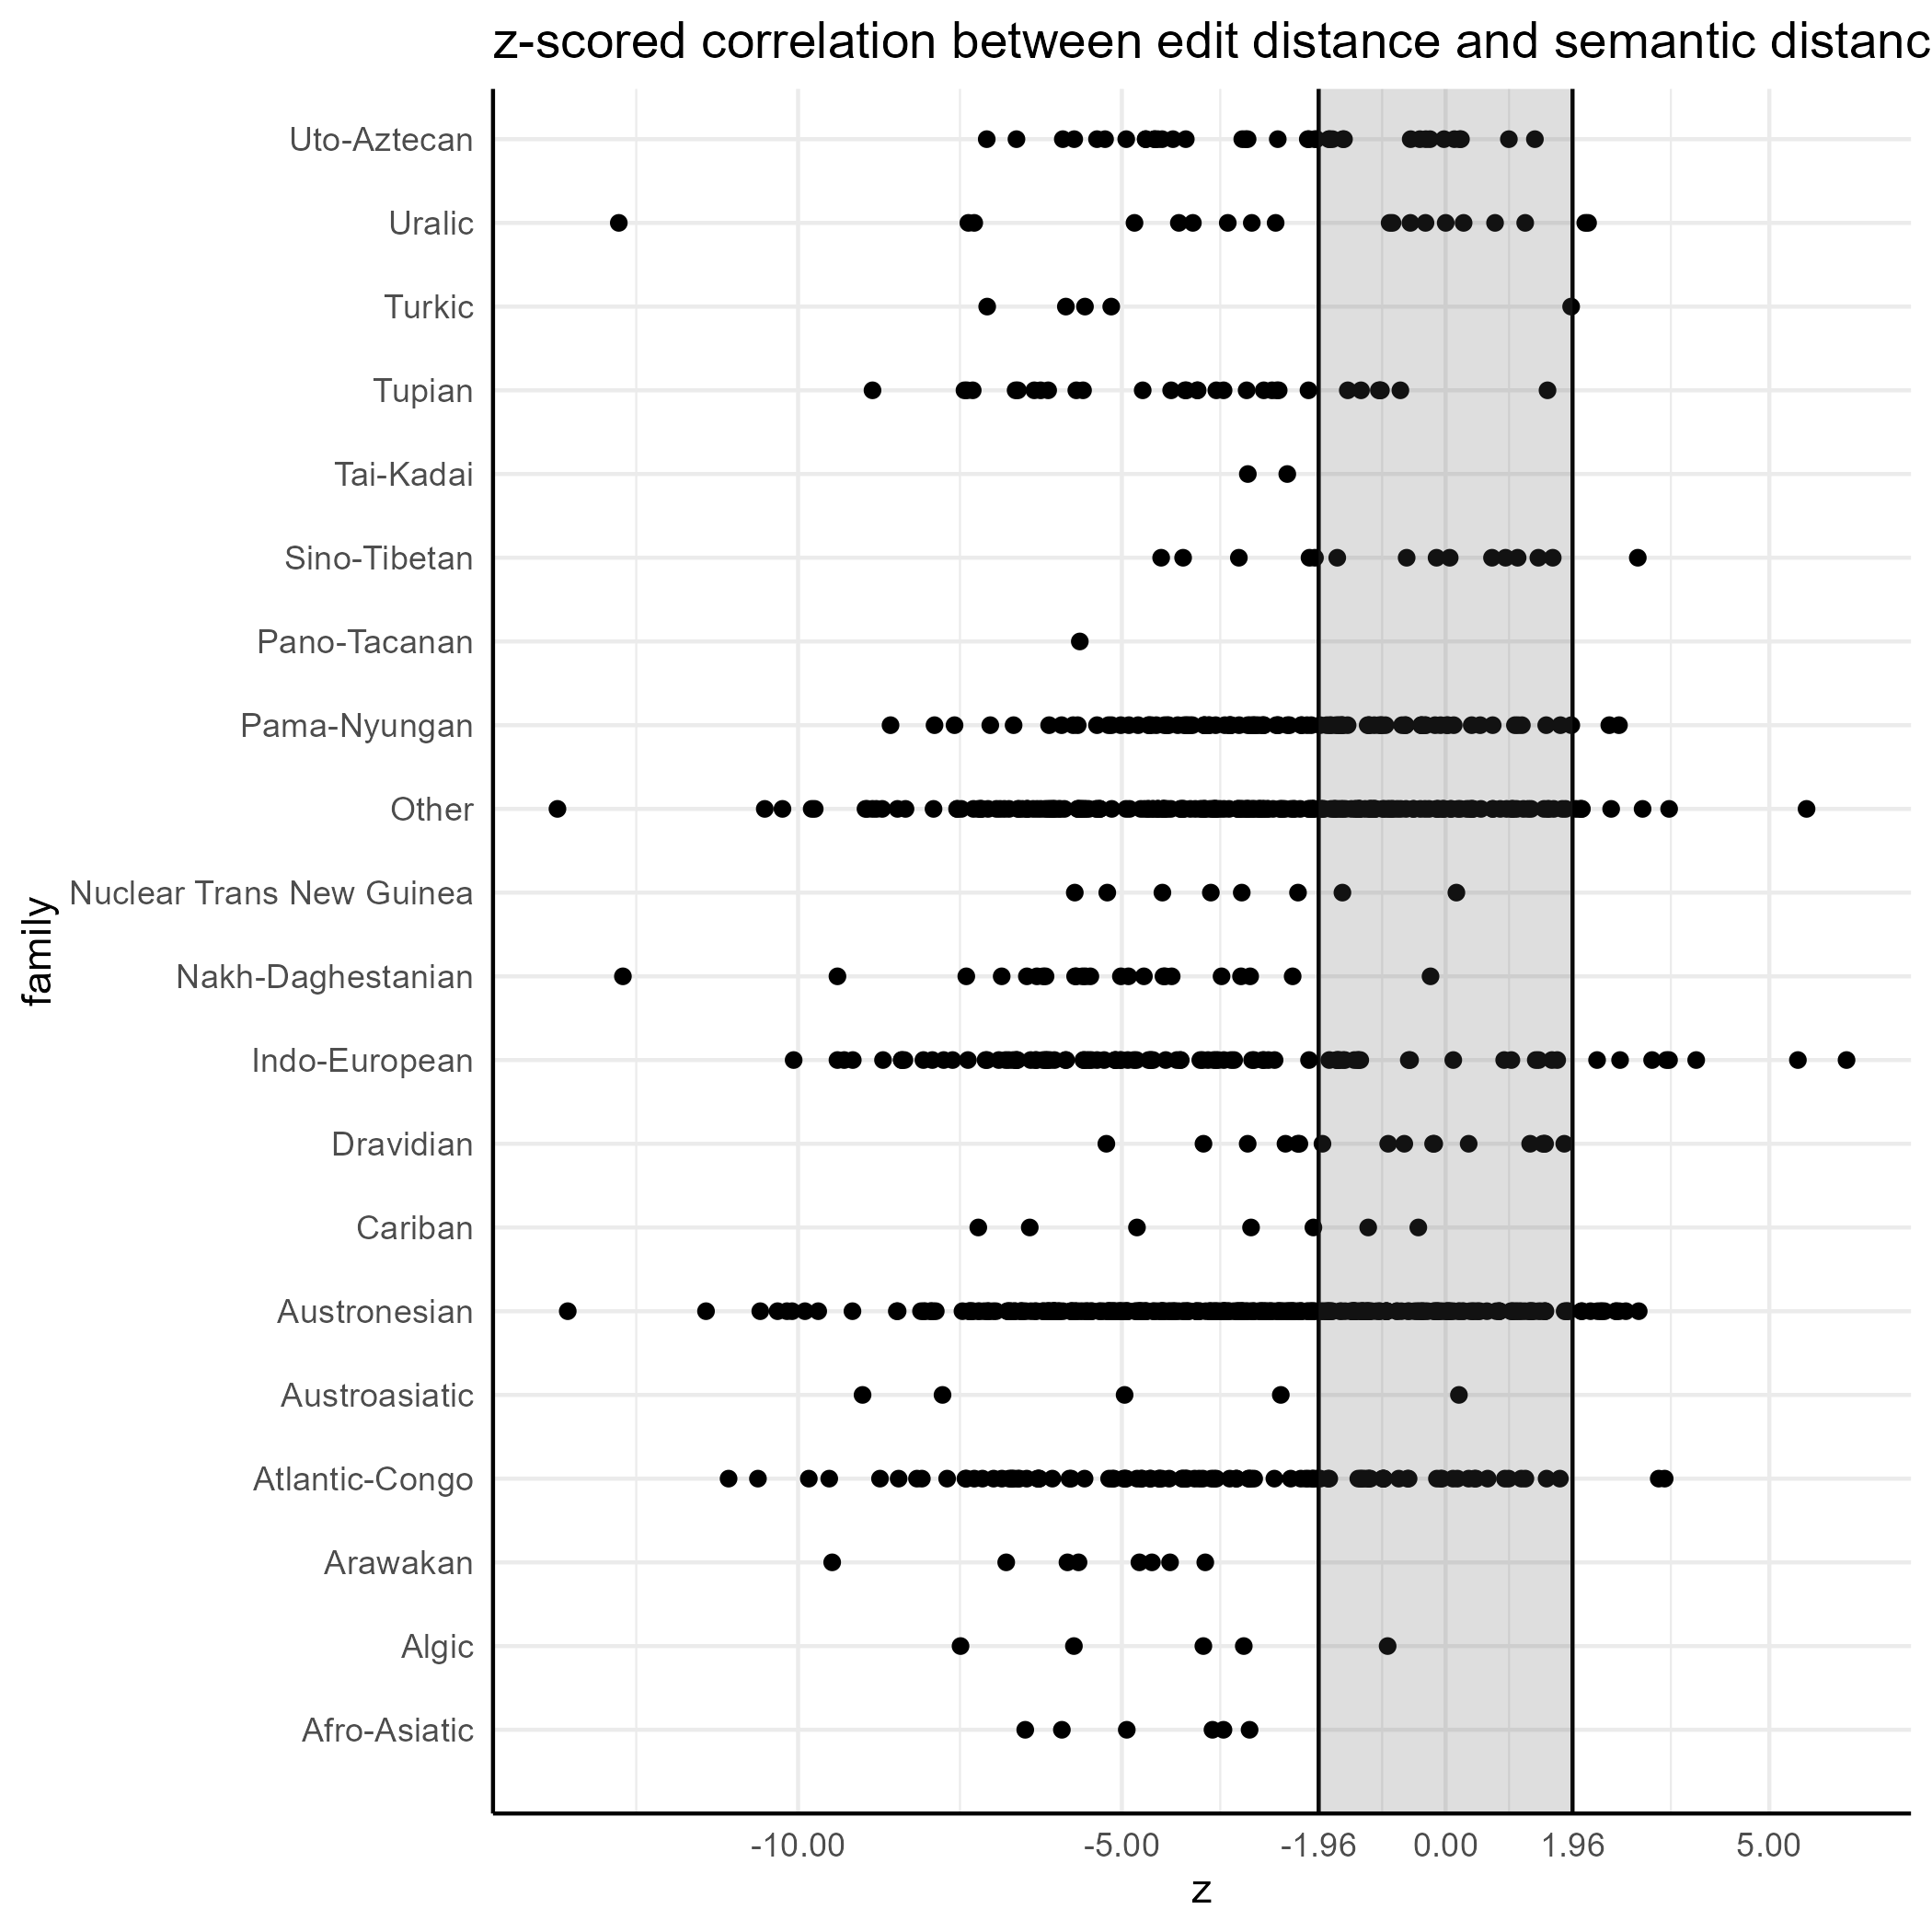 z-scored correlation between edit distance and semantic distanc
Uto-Aztecan
Uralic
Turkic
Tupian
Tai-Kadai
Sino-Tibetan
Pano-Tacanan
Pama-Nyungan
Other
Nuclear Trans New Guinea
Nakh-Daghestanian
Indo-European
Dravidian
Cariban
Austronesian
Austroasiatic
Atlantic-Congo
Arawakan
Algic
Afro-Asiatic
family
-10.00 -5.00 -1.96 0.00 1.96 5.00
z